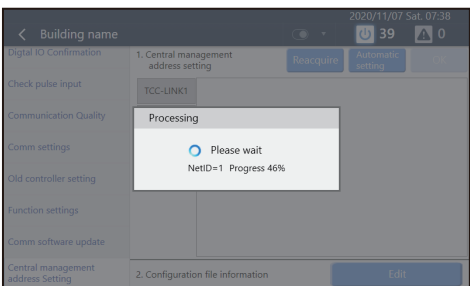 2020/11/07 Sat. 07:38
Building name
39
0
Digtal IO Confirmation
Check pulse input
Communication Quality
Comm settings
Old controller setting
Function settings
Comm software update
Central management
address Setting
1. Central management
address setting
Reacquire
Automatic
setting
OK
TCC-LINK1
Processing
Please wait
NetID=1 Progress 46%
2. Configuration file information
Edit